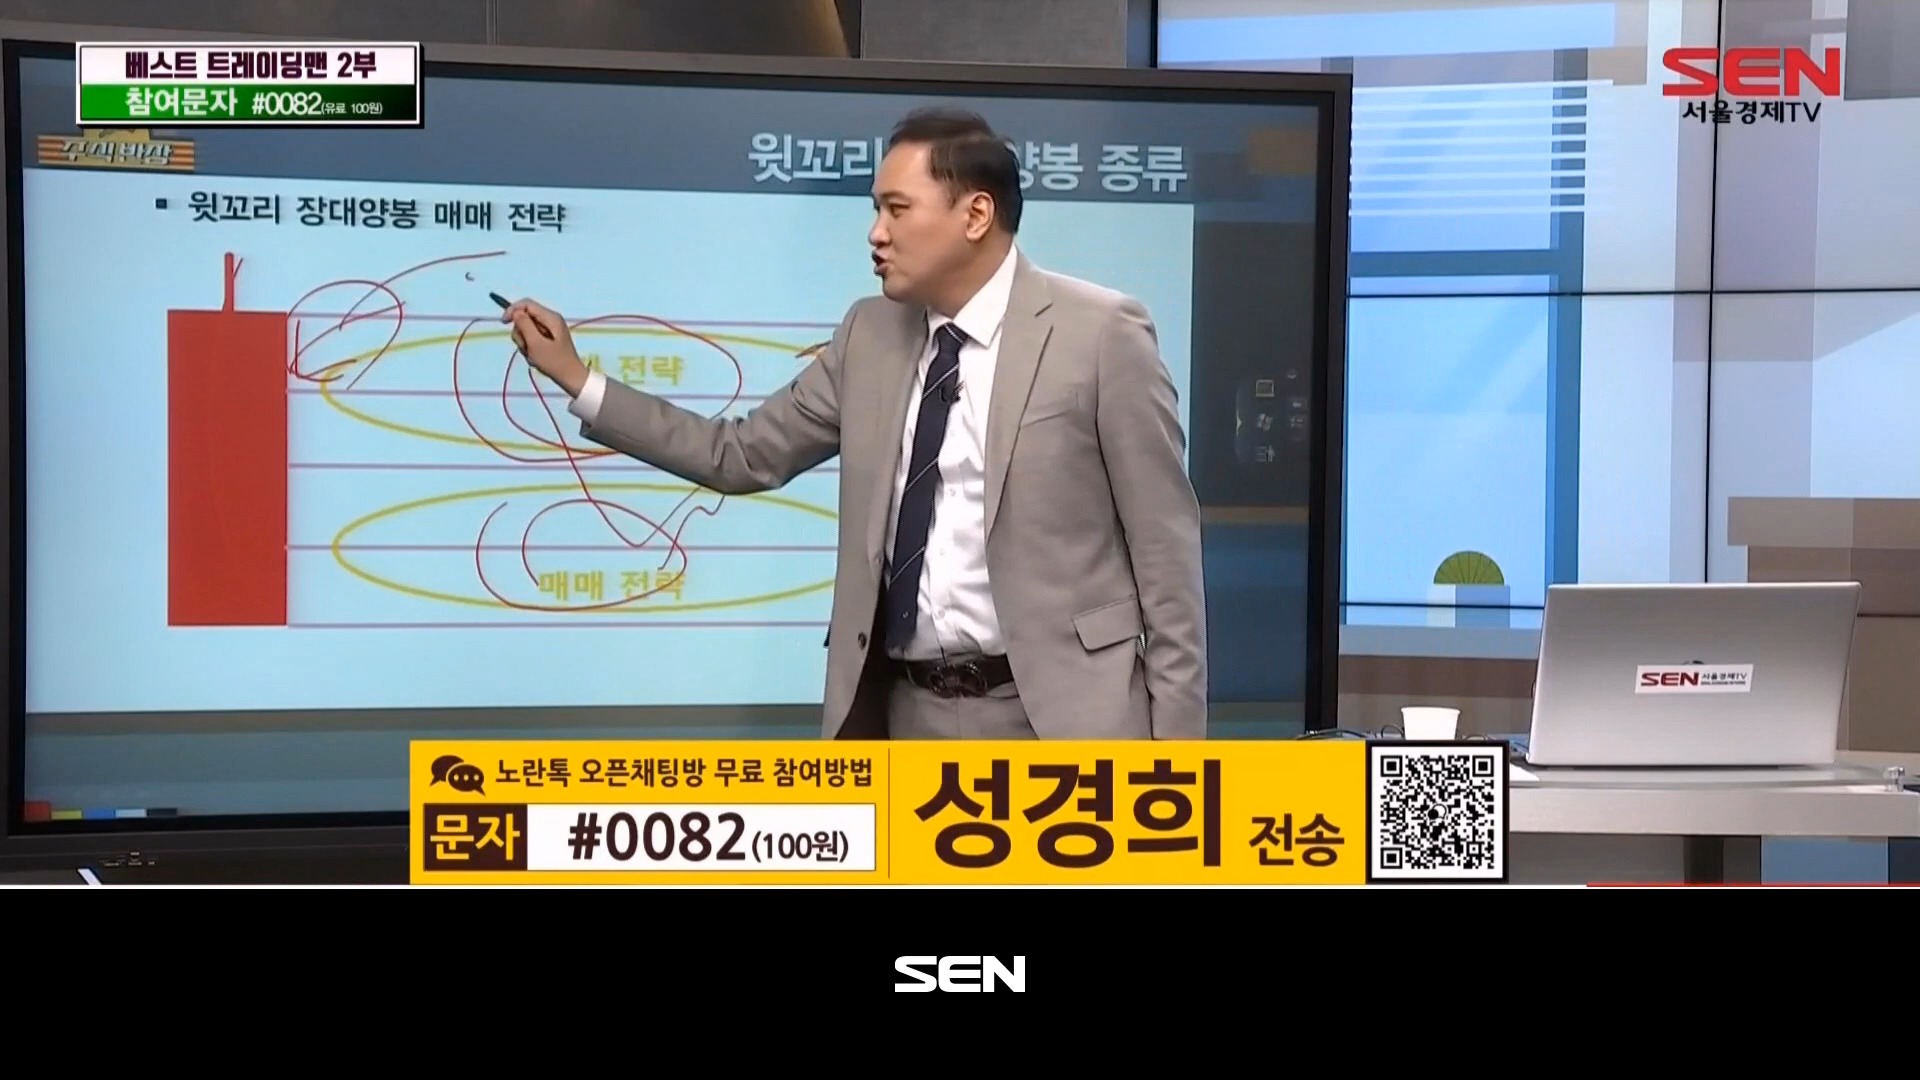 베스트 트레이딩맨 2부
참여문자 #0082(유료 100원)
SEN
서울경제TV
주식박장
윗꼬리 양봉 종류
▪ 윗꼬리 장대양봉 매매 전략
전략
매매 전략
SEN 서울경제TV
노란톡 오픈채팅방 무료 참여방법
문자 #0082(100원)
성경희 전송
SEN